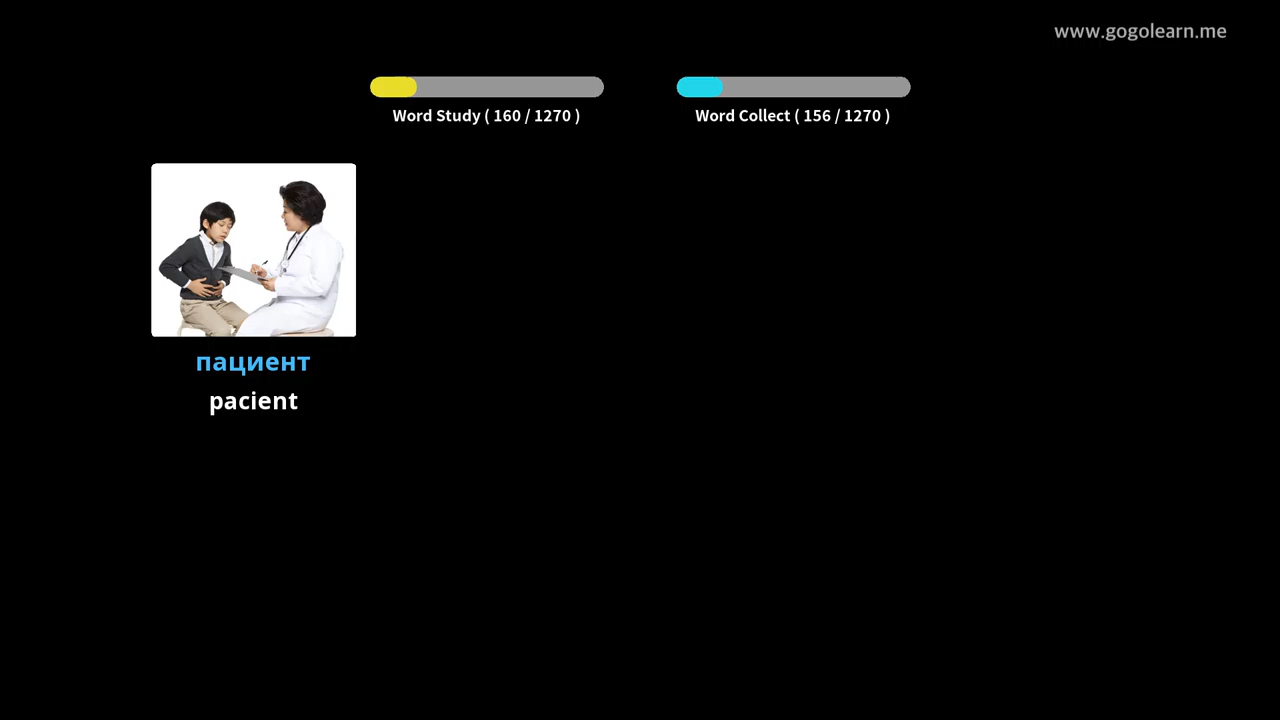 www.gogolearn.me
Word Study ( 160 / 1270 )
Word Collect ( 156 / 1270 )
пациент
pacient